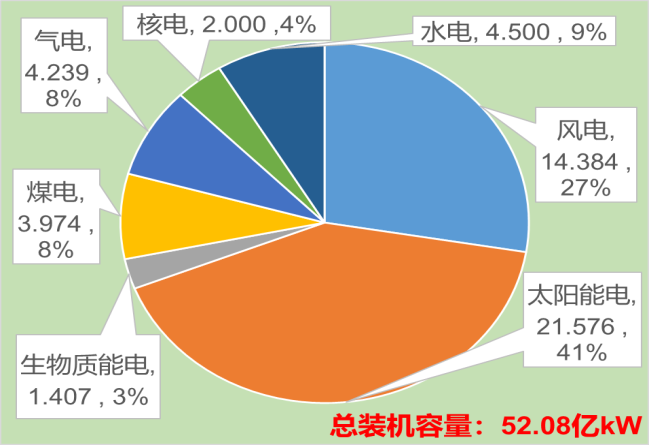 核电, 2.000 ,4%
水电, 4.500 , 9%
气电,
4.239 ,
8%
风电,
14.384 ,
27%
煤电,
3.974 ,
8%
太阳能电,
21.576 ,
41%
生物质能电,
1.407 , 3%
总装机容量：52.08亿kW